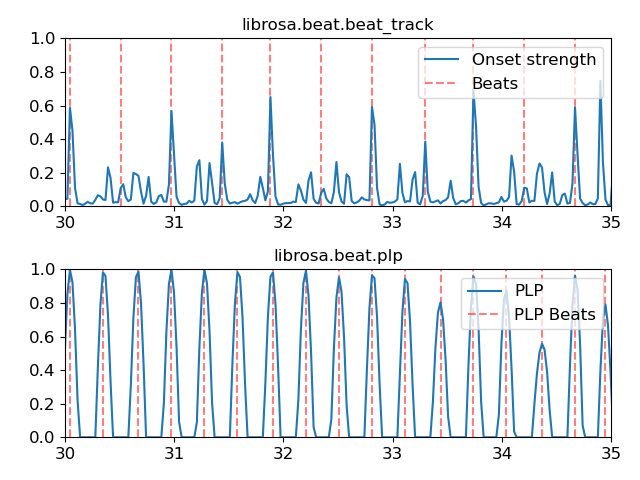 librosa.beat.beat_track
1.0
0.8
0.6
0.4
0.2
0.0
Onset strength
Beats
30 31 32 33 34 35
librosa.beat.plp
1.0
0.8
0.6
0.4
0.2
0.0
PLP
PLP Beats
30 31 32 33 34 35